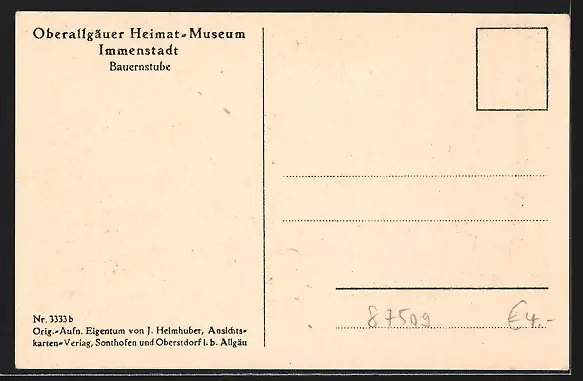 Oberallgäuer Heimat-Museum
Immenstadt
Bauernstube
Nr. 3333 b
Orig.-Aufn. Eigentum von J. Heimhuber, Ansichts-
karten-Verlag, Sonthofen und Oberstdorf i. b. Allgäu
87509
€ 4.-